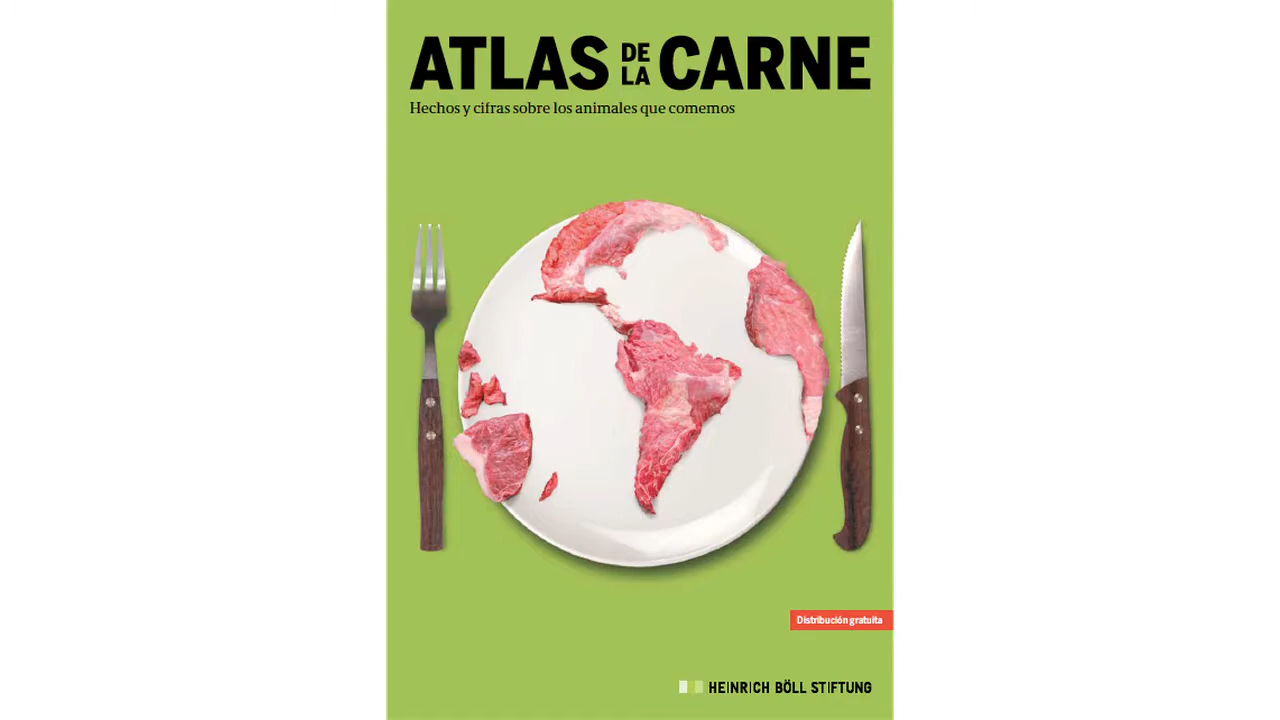 ATLAS DE LA CARNE
Hechos y cifras sobre los animales que comemos
Distribución gratuita
HEINRICH BÖLL STIFTUNG